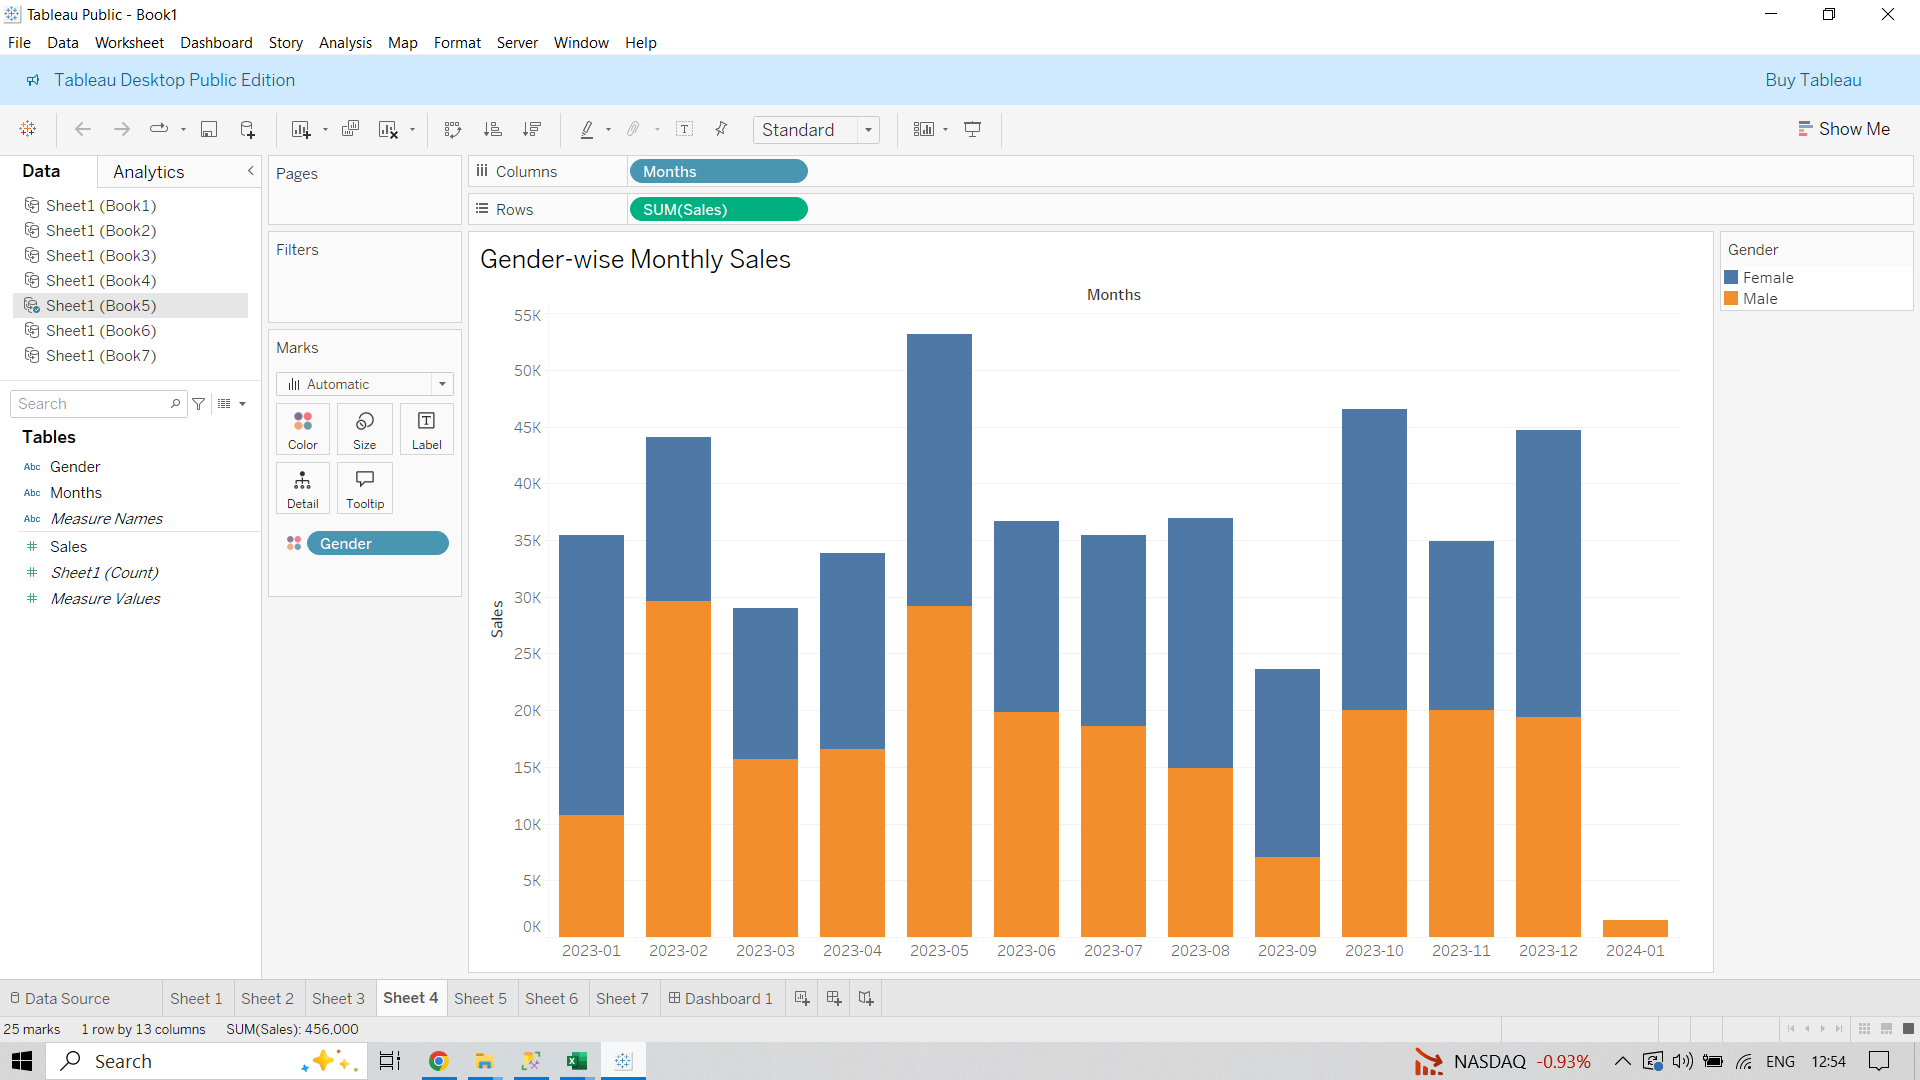 Tableau Public - Book1
File Data Worksheet Dashboard Story Analysis Map Format Server Window Help
Tableau Desktop Public Edition
Buy Tableau
Standard
Show Me
Data
Analytics
Sheet1 (Book1)
Sheet1 (Book2)
Sheet1 (Book3)
Sheet1 (Book4)
Sheet1 (Book5)
Sheet1 (Book6)
Sheet1 (Book7)
Search
Tables
Abc Gender
Abc Months
Abc Measure Names
# Sales
# Sheet1 (Count)
# Measure Values
Pages
Filters
Marks
Automatic
Color Size Label
Detail Tooltip
Gender
Columns Months
Rows SUM(Sales)
Gender-wise Monthly Sales
Months
Sales
55K
50K
45K
40K
35K
30K
25K
20K
15K
10K
5K
0K
2023-01 2023-02 2023-03 2023-04 2023-05 2023-06 2023-07 2023-08 2023-09 2023-10 2023-11 2023-12 2024-01
Gender
Female
Male
Data Source Sheet 1 Sheet 2 Sheet 3 Sheet 4 Sheet 5 Sheet 6 Sheet 7 Dashboard 1
25 marks 1 row by 13 columns SUM(Sales): 456,000
Search
NASDAQ -0.93% ENG 12:54